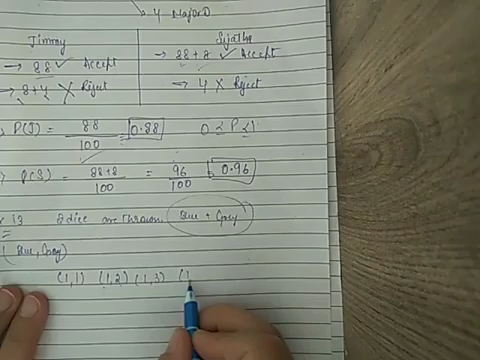 4 Major D
Jimmy
Sujatha
→ 88 ✓ Accept
→ 88 + 8 ✓ Accept
→ 8 + 4 ✗ Reject
→ 4 ✗ Reject
P(J) = 88/100 = 0.88
0 ≤ P ≤ 1
P(S) = 88+8/100 = 96/100 = 0.96
13 2 dice are thrown Blue + Grey
(Blue, Grey)
(1,1) (1,2) (1,3) (1